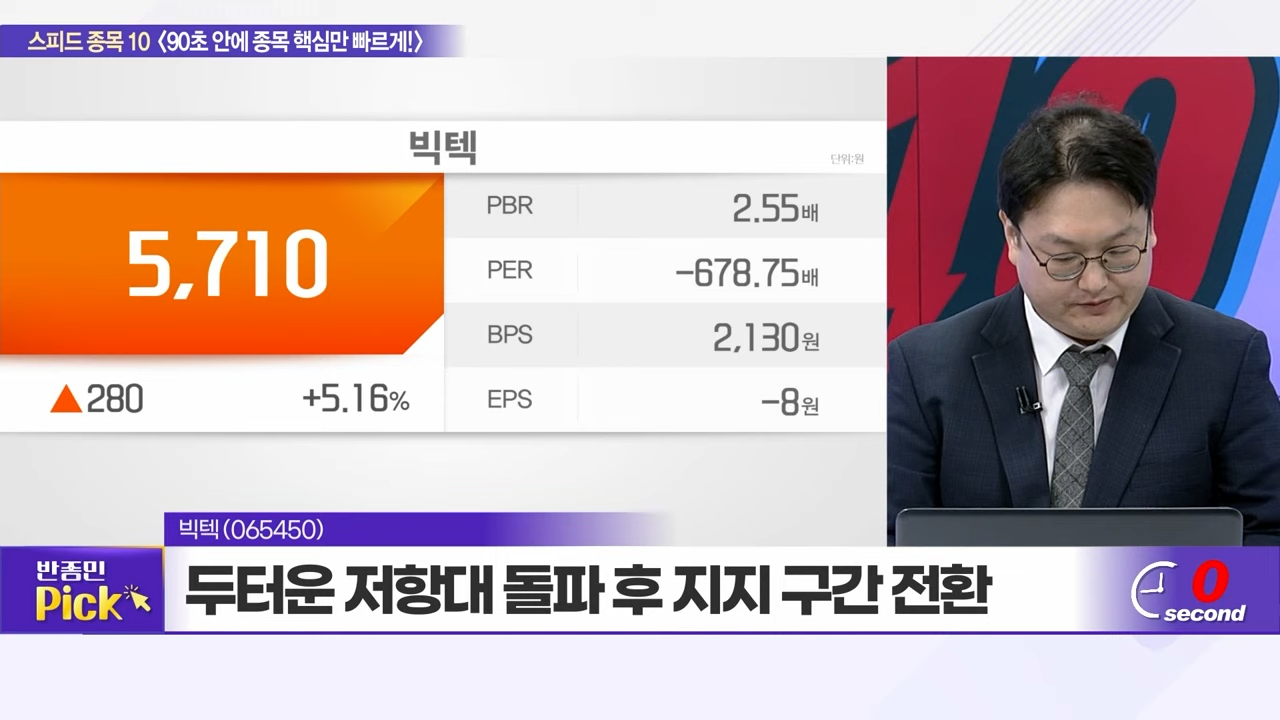 스피드 종목 10 <90초 안에 종목 핵심만 빠르게!>
10
빅텍
단위:원
5,710
▲280 +5.16%
PBR 2.55배
PER -678.75배
BPS 2,130원
EPS -8원
빅텍(065450)
반종민
Pick
두터운 저항대 돌파 후 지지 구간 전환
0
second